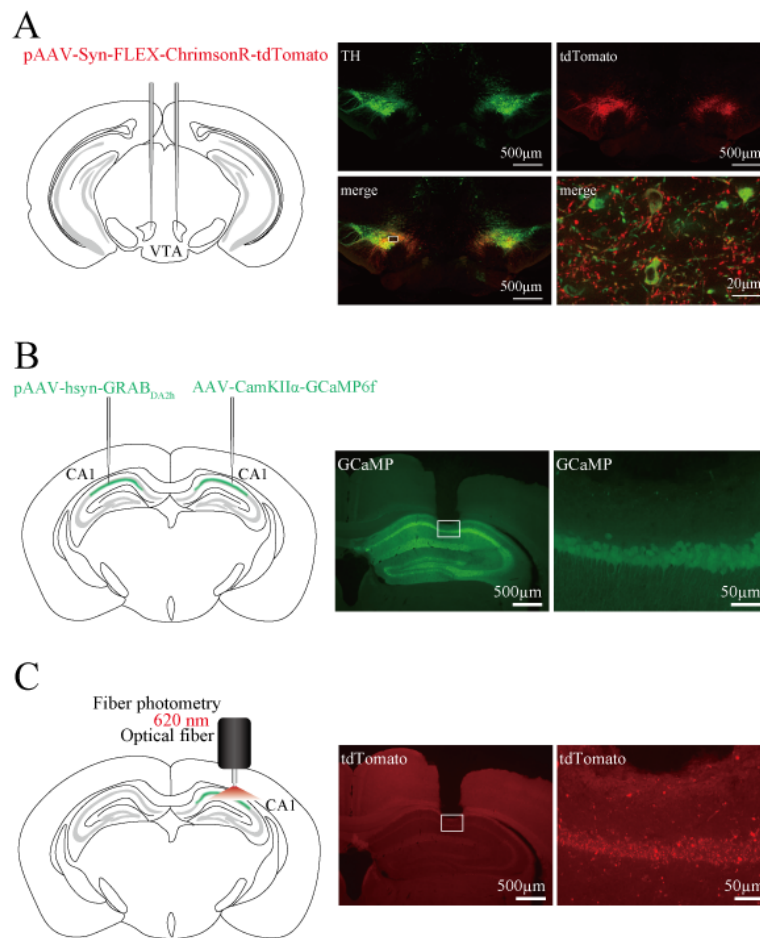 A
pAAV-Syn-FLEX-ChrimsonR-tdTomato
VTA
TH
500μm
tdTomato
500μm
merge
500μm
merge
20μm
B
pAAV-hsyn-GRAB_DA2h
AAV-CamKIIα-GCaMP6f
CA1
CA1
GCaMP
500μm
GCaMP
50μm
C
Fiber photometry
620 nm
Optical fiber
CA1
tdTomato
500μm
tdTomato
50μm